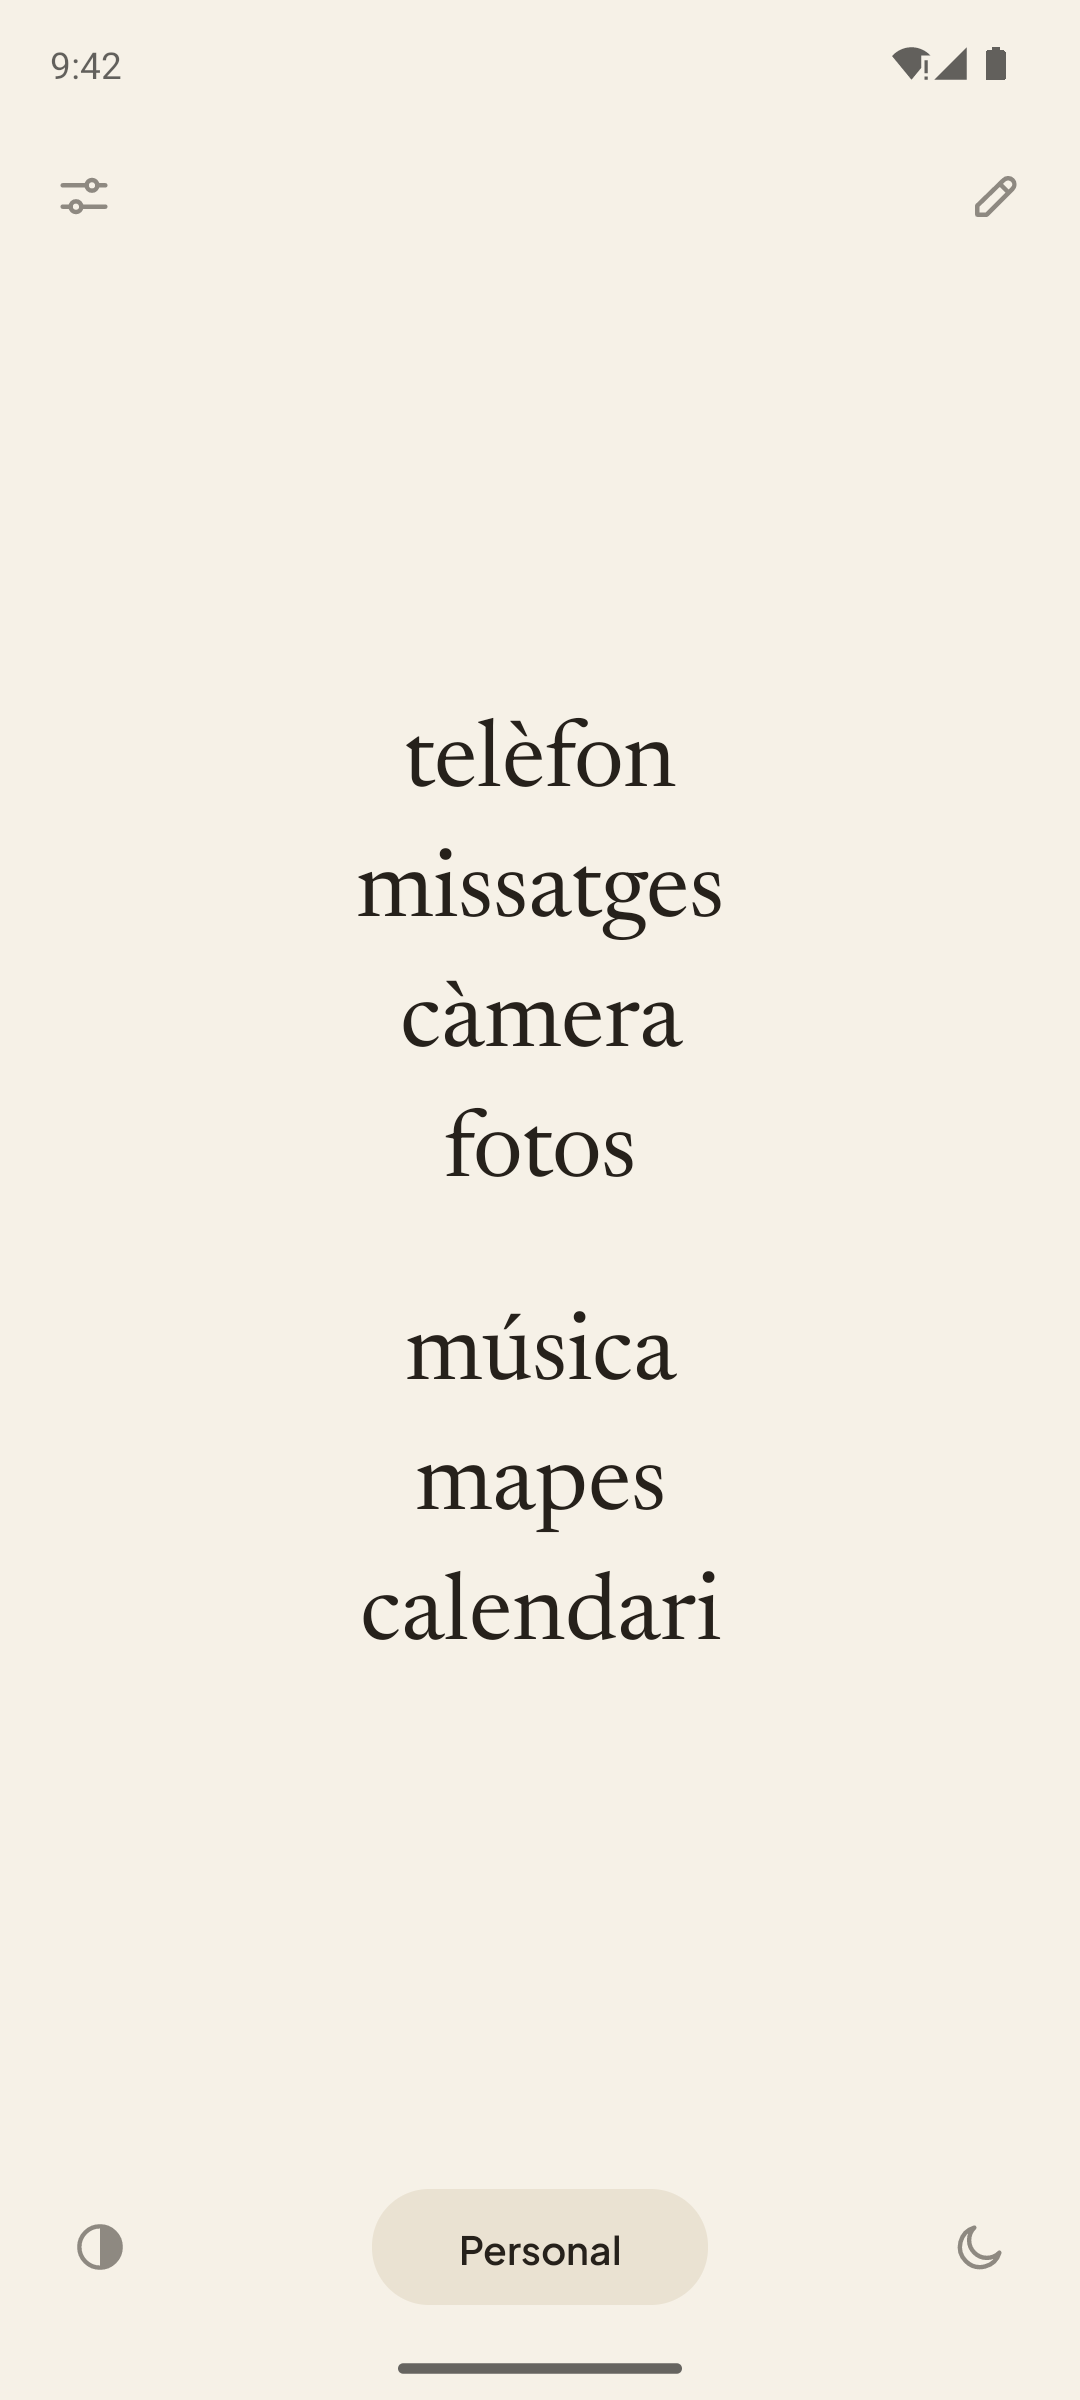 9:42
telèfon
missatges
càmera
fotos
música
mapes
calendari
Personal